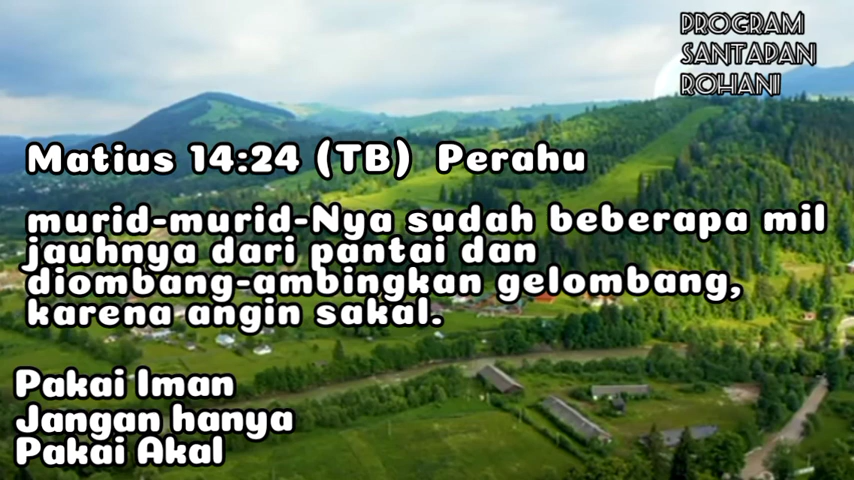 PROGRAM
SANTAPAN
ROHANI
Matius 14:24 (TB) Perahu
murid-murid-Nya sudah beberapa mil
jauhnya dari pantai dan
diombang-ambingkan gelombang,
karena angin sakal.
Pakai Iman
Jangan hanya
Pakai Akal